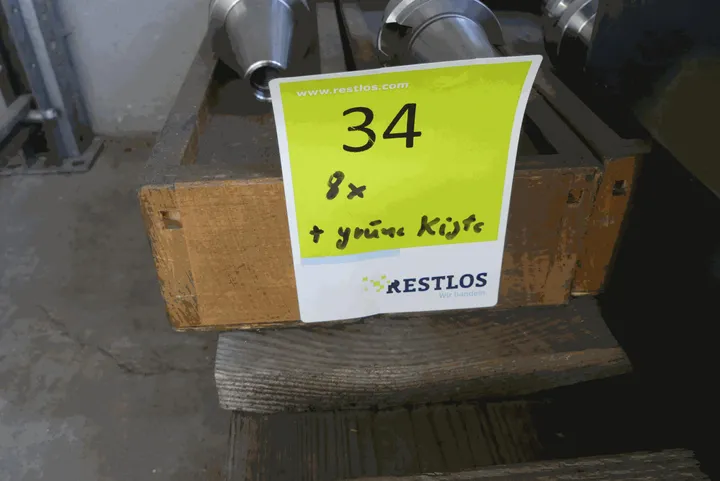 www.restlos.com
34
8x
+ grüne Kiste
RESTLOS
Wir handeln!